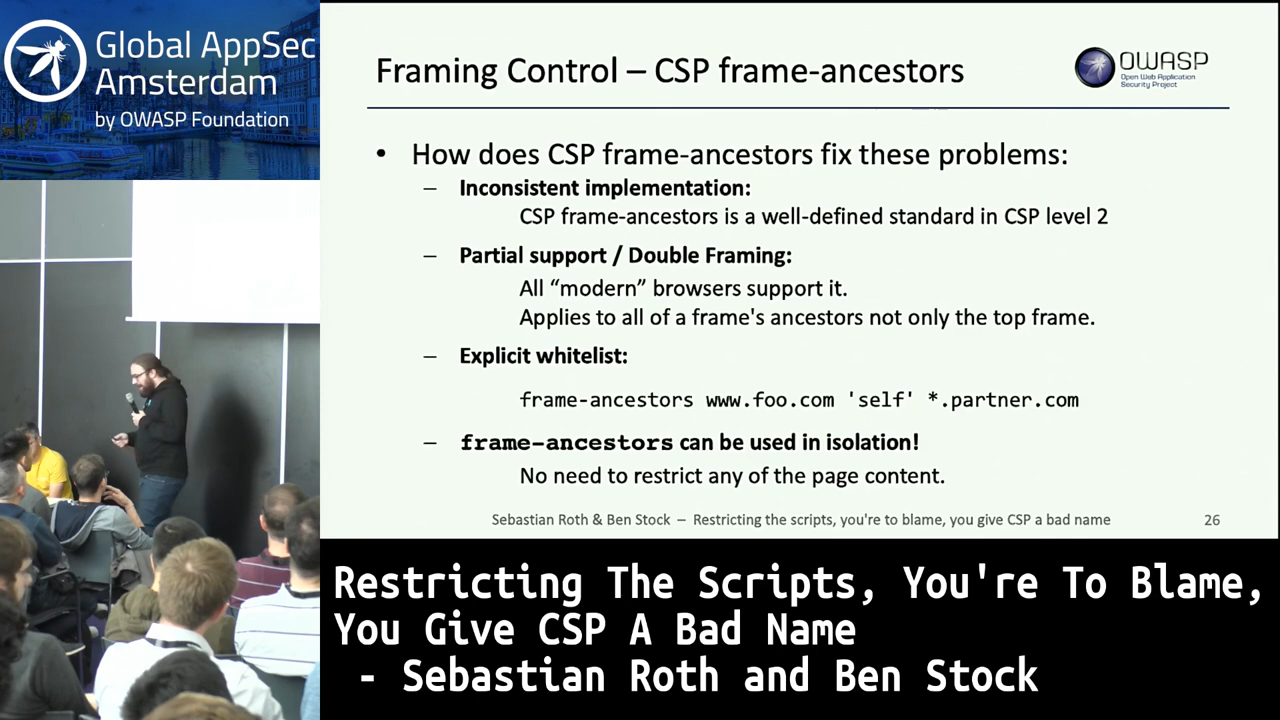 Global AppSec
Amsterdam
by OWASP Foundation
Framing Control – CSP frame-ancestors
OWASP
Open Web Application
Security Project
• How does CSP frame-ancestors fix these problems:
– Inconsistent implementation:
CSP frame-ancestors is a well-defined standard in CSP level 2
– Partial support / Double Framing:
All “modern” browsers support it.
Applies to all of a frame's ancestors not only the top frame.
– Explicit whitelist:
frame-ancestors www.foo.com 'self' *.partner.com
– frame-ancestors can be used in isolation!
No need to restrict any of the page content.
Sebastian Roth & Ben Stock – Restricting the scripts, you're to blame, you give CSP a bad name
26
Restricting The Scripts, You're To Blame,
You Give CSP A Bad Name
- Sebastian Roth and Ben Stock